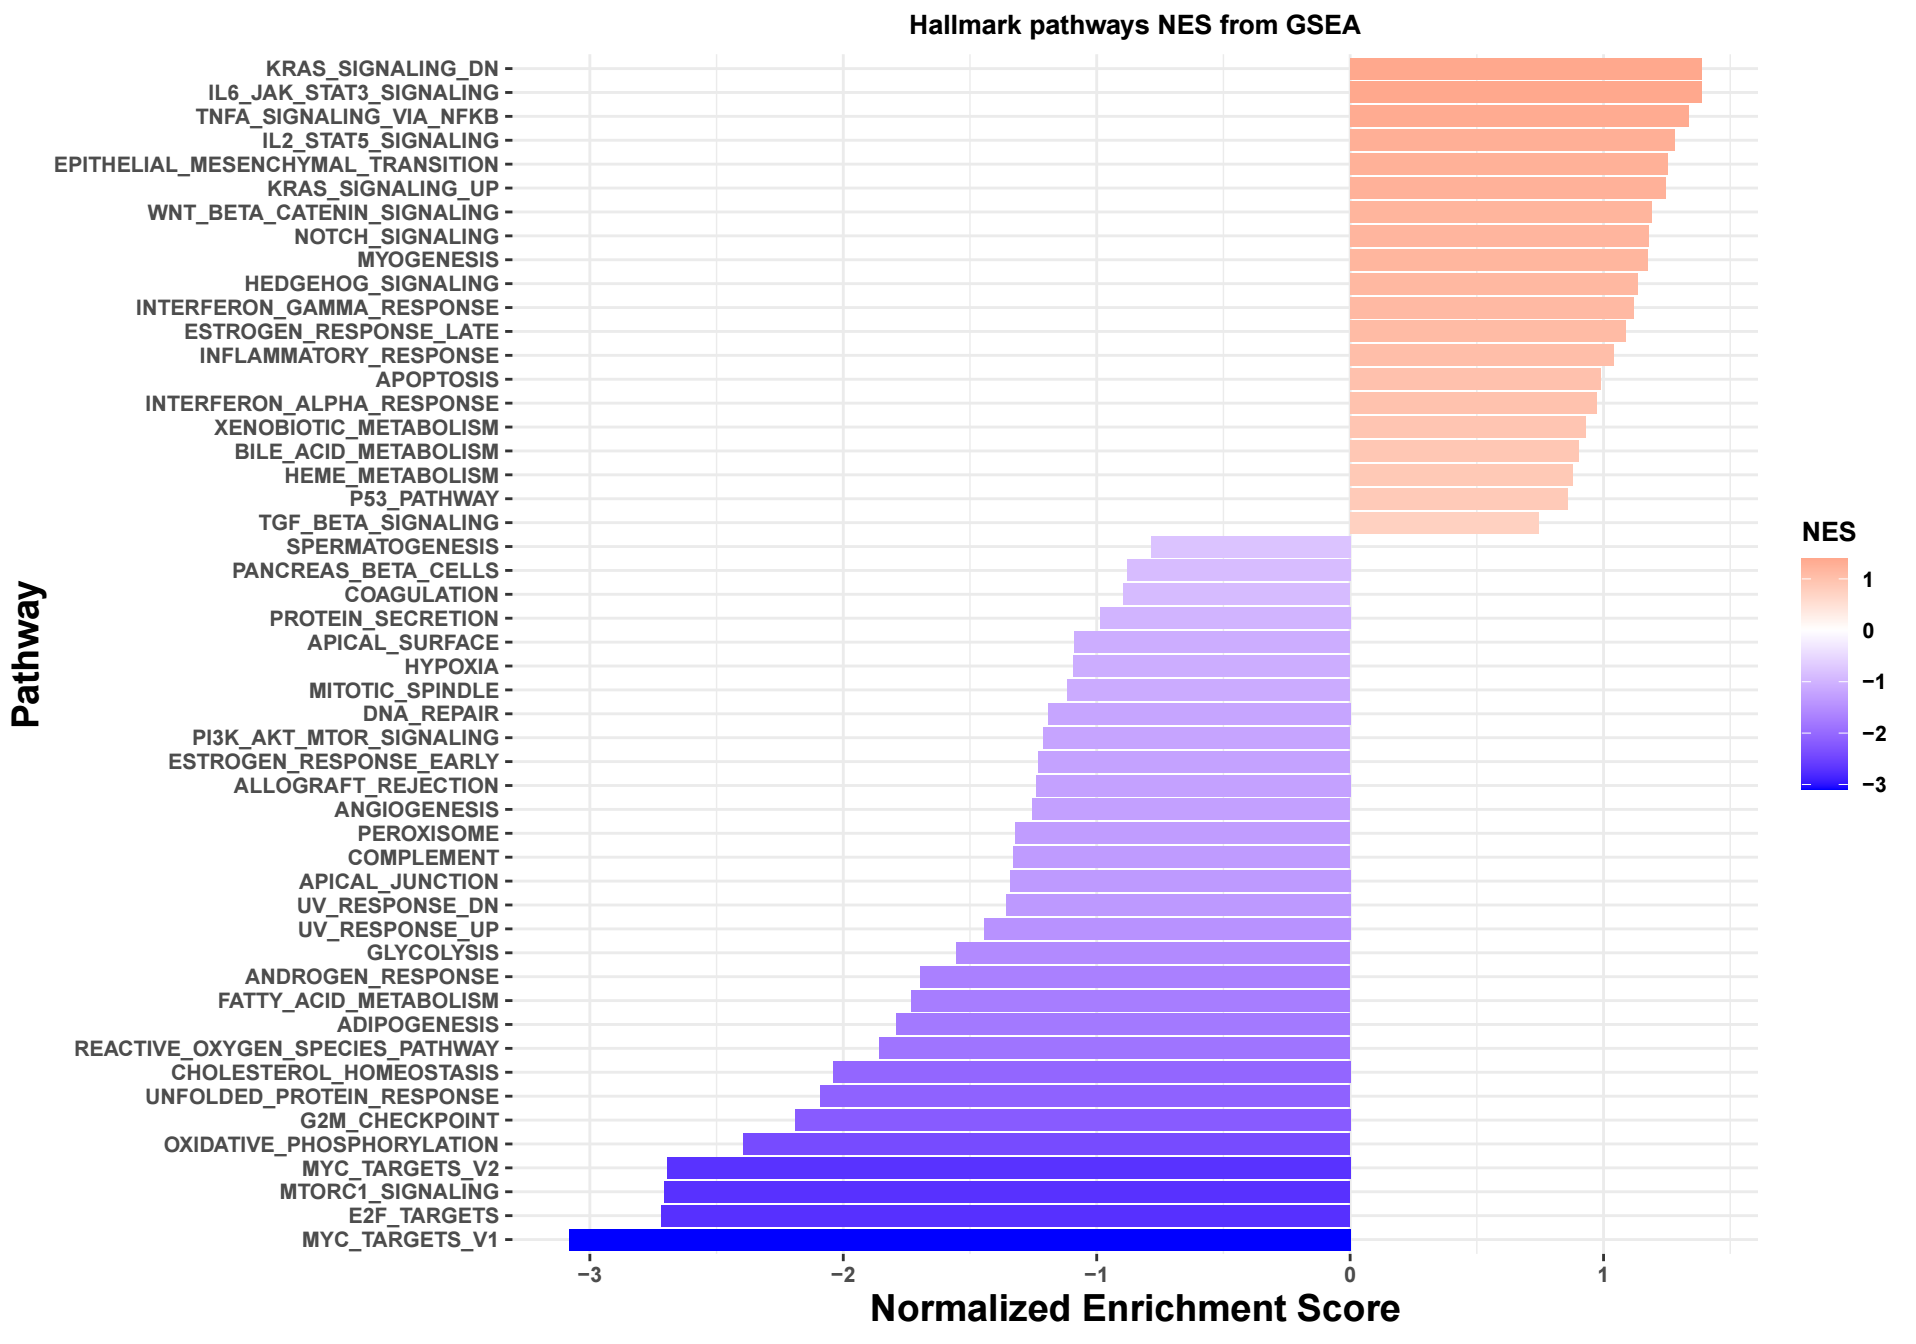 Hallmark pathways NES from GSEA
Pathway
KRAS_SIGNALING_DN
IL6_JAK_STAT3_SIGNALING
TNFA_SIGNALING_VIA_NFKB
IL2_STAT5_SIGNALING
EPITHELIAL_MESENCHYMAL_TRANSITION
KRAS_SIGNALING_UP
WNT_BETA_CATENIN_SIGNALING
NOTCH_SIGNALING
MYOGENESIS
HEDGEHOG_SIGNALING
INTERFERON_GAMMA_RESPONSE
ESTROGEN_RESPONSE_LATE
INFLAMMATORY_RESPONSE
APOPTOSIS
INTERFERON_ALPHA_RESPONSE
XENOBIOTIC_METABOLISM
BILE_ACID_METABOLISM
HEME_METABOLISM
P53_PATHWAY
TGF_BETA_SIGNALING
SPERMATOGENESIS
PANCREAS_BETA_CELLS
COAGULATION
PROTEIN_SECRETION
APICAL_SURFACE
HYPOXIA
MITOTIC_SPINDLE
DNA_REPAIR
PI3K_AKT_MTOR_SIGNALING
ESTROGEN_RESPONSE_EARLY
ALLOGRAFT_REJECTION
ANGIOGENESIS
PEROXISOME
COMPLEMENT
APICAL_JUNCTION
UV_RESPONSE_DN
UV_RESPONSE_UP
GLYCOLYSIS
ANDROGEN_RESPONSE
FATTY_ACID_METABOLISM
ADIPOGENESIS
REACTIVE_OXYGEN_SPECIES_PATHWAY
CHOLESTEROL_HOMEOSTASIS
UNFOLDED_PROTEIN_RESPONSE
G2M_CHECKPOINT
OXIDATIVE_PHOSPHORYLATION
MYC_TARGETS_V2
MTORC1_SIGNALING
E2F_TARGETS
MYC_TARGETS_V1
−3 −2 −1 0 1
Normalized Enrichment Score
NES
1
0
−1
−2
−3